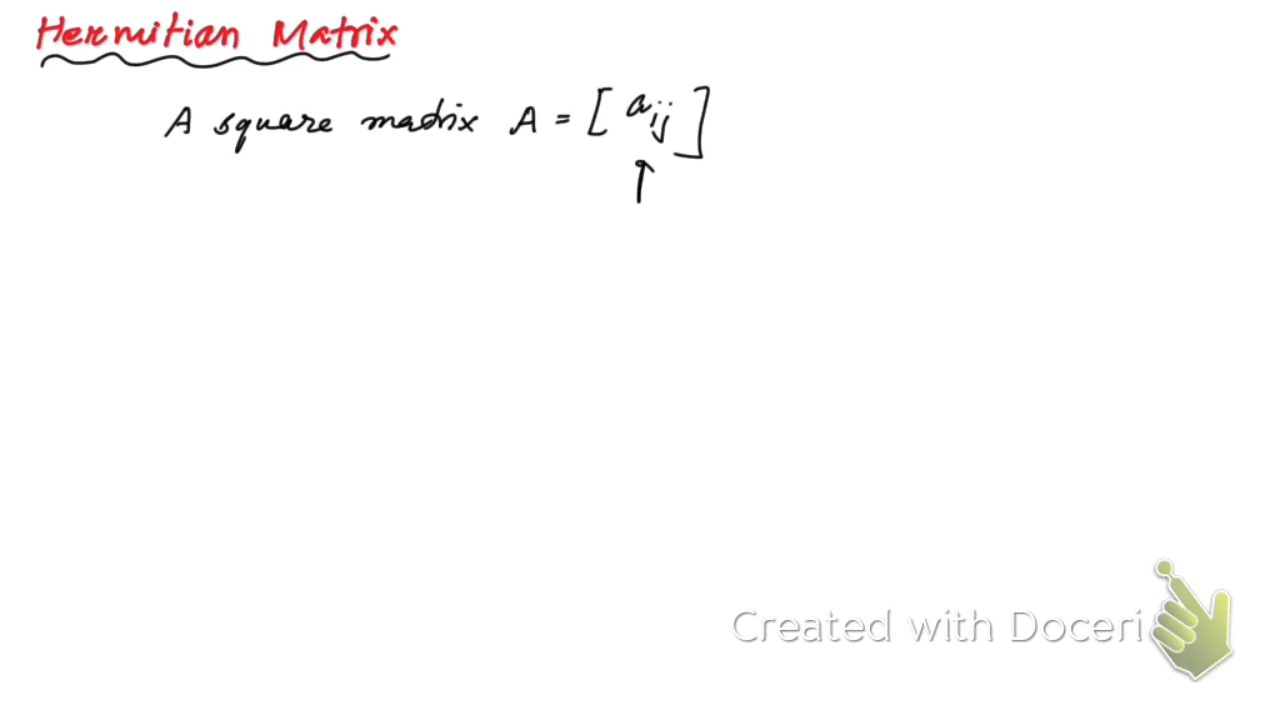 Hermitian Matrix
A square matrix A = [ aij ]
↑
Created with Doceri